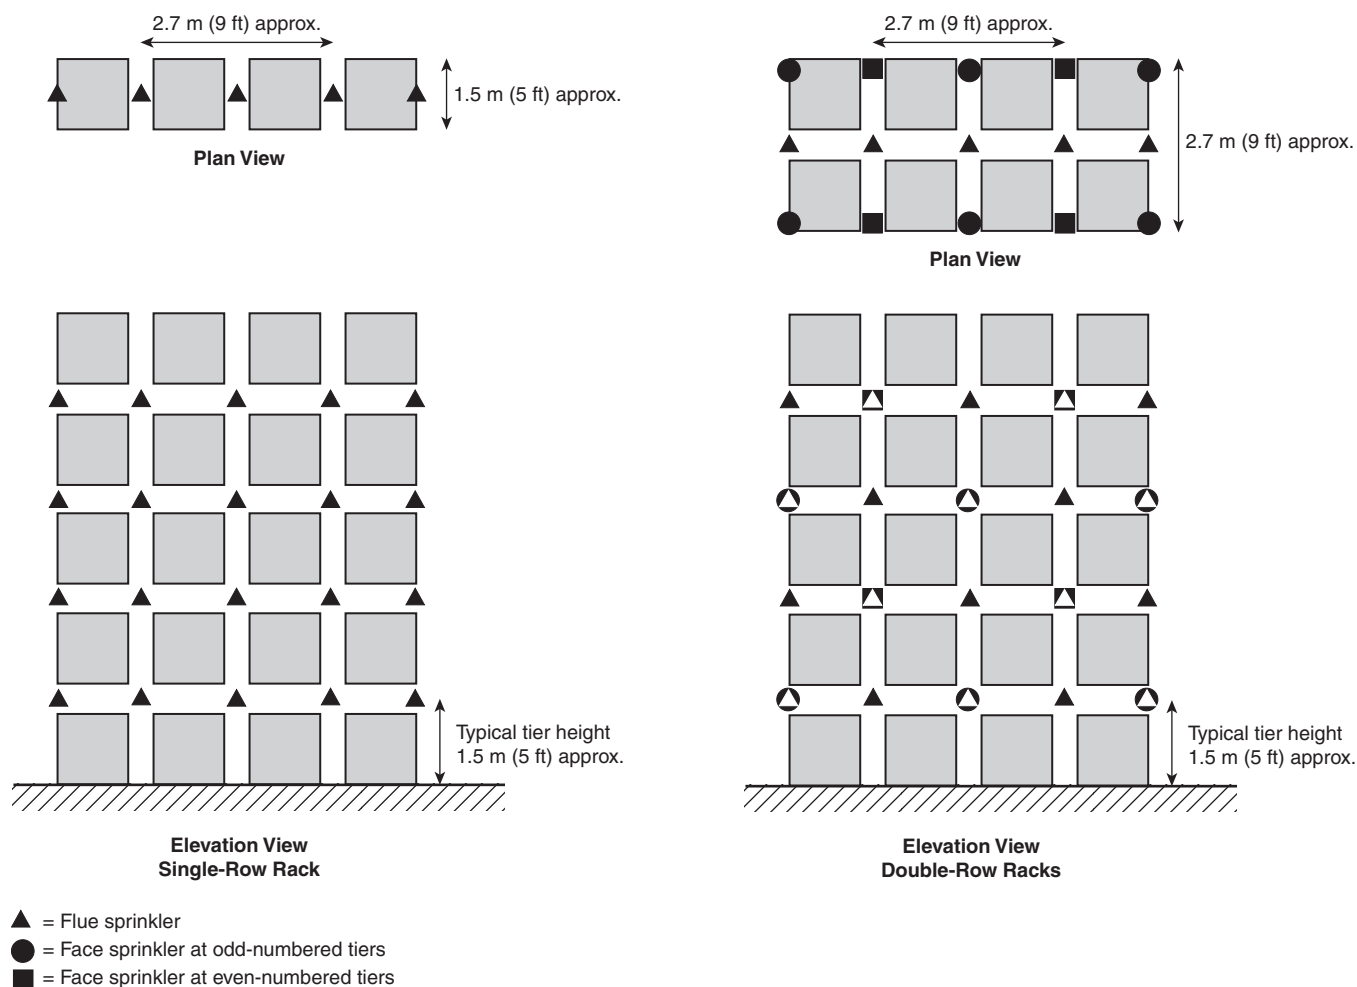 2.7 m (9 ft) approx.
1.5 m (5 ft) approx.
Plan View
2.7 m (9 ft) approx.
2.7 m (9 ft) approx.
Plan View
Typical tier height
1.5 m (5 ft) approx.
Elevation View
Single-Row Rack
Typical tier height
1.5 m (5 ft) approx.
Elevation View
Double-Row Racks
= Flue sprinkler
= Face sprinkler at odd-numbered tiers
= Face sprinkler at even-numbered tiers